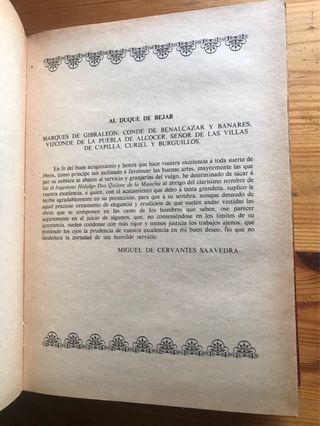 AL DUQUE DE BEJAR
MARQUES DE GIBRALEON, CONDE DE BENALCAZAR Y BANARES,
VIZCONDE DE LA PUEBLA DE ALCOCER, SEÑOR DE LAS VILLAS
DE CAPILLA, CURIEL Y BURGUILLOS.
En fe del buen acogimiento y honra que hace vuestra excelencia á toda suerte de
libros, como príncipe tan inclinado a favorecer las buenas artes, mayormente las que
por su nobleza no se abaten al servicio y granjerías del vulgo, he determinado de sacar á
luz el Ingenioso Hidalgo Don Quijote de la Mancha al abrigo del clarísimo nombre de
vuestra excelencia, á quien, con el acatamiento que debo a tanta grandeza, suplico le
reciba agradablemente en su protección, para que á su sombra, aunque desnudo de
aquel precioso ornamento de elegancia y erudición de que suelen andar vestidas las
obras que se componen en las casas de los hombres que saben, ose parecer
seguramente en el juicio de algunos, que, no conteniéndose en los límites de su
ignorancia, suelen condenar con más rigor y menos justicia los trabajos ajenos; que
poniendo los ojos la prudencia de vuestra excelencia en mi buen deseo, fío que no
desdeñará la cortedad de tan humilde servicio.
MIGUEL DE CERVANTES SAAVEDRA